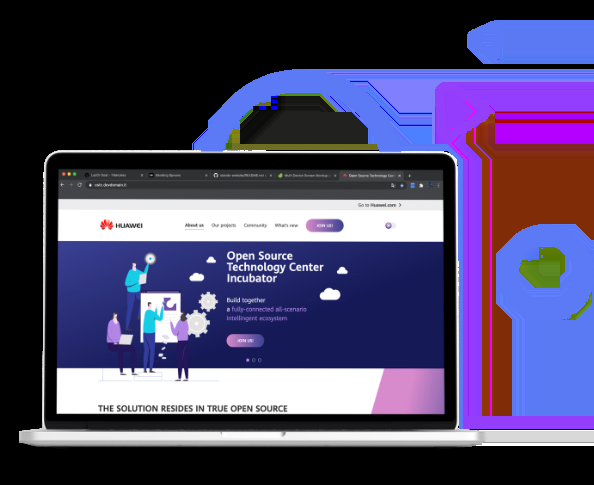 Go to Huawei.com >
HUAWEI
About us Our projects Community What's new JOIN US!
Open Source
Technology Center
Incubator
Build together
a fully-connected all-scenario
intelligent ecosystem
JOIN US!
THE SOLUTION RESIDES IN TRUE OPEN SOURCE